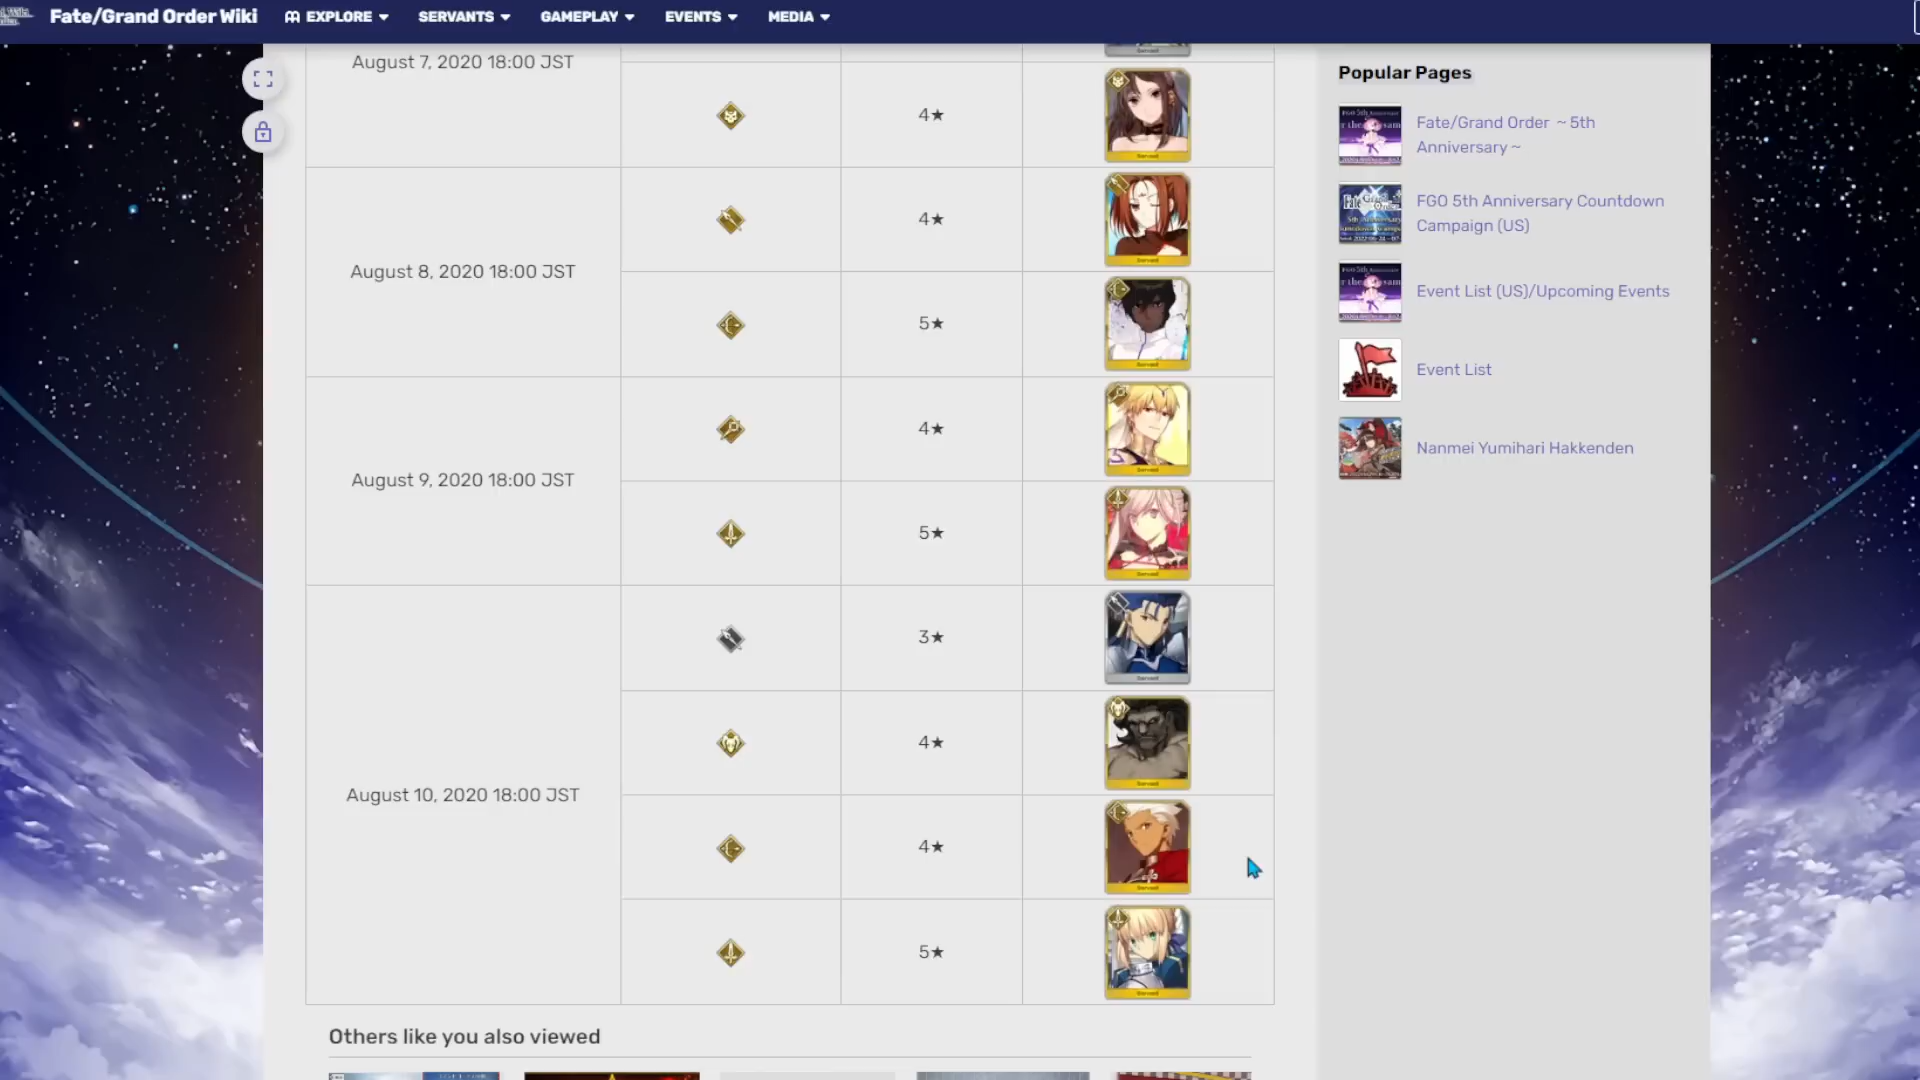 Fate/Grand Order Wiki
EXPLORE
SERVANTS
GAMEPLAY
EVENTS
MEDIA
August 7, 2020 18:00 JST
4★
August 8, 2020 18:00 JST
4★
5★
August 9, 2020 18:00 JST
4★
5★
August 10, 2020 18:00 JST
3★
4★
4★
5★
Others like you also viewed
Popular Pages
Fate/Grand Order ～5th
Anniversary～
FGO 5th Anniversary Countdown
Campaign (US)
Event List (US)/Upcoming Events
Event List
Nanmei Yumihari Hakkenden